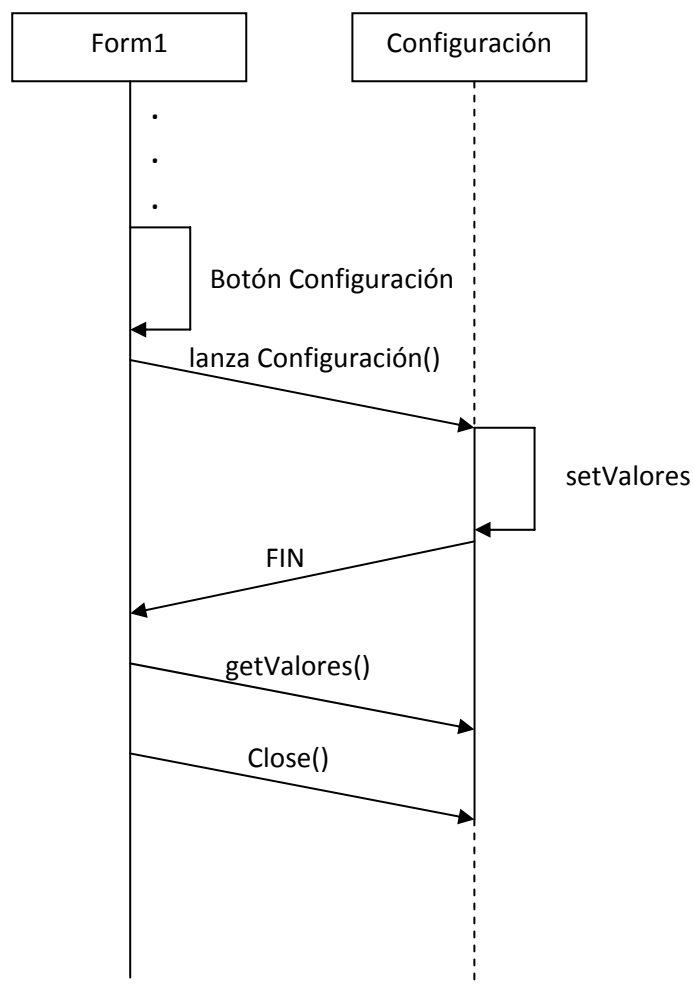 Form1
Configuración
.
.
.
Botón Configuración
lanza Configuración()
setValores
FIN
getValores()
Close()